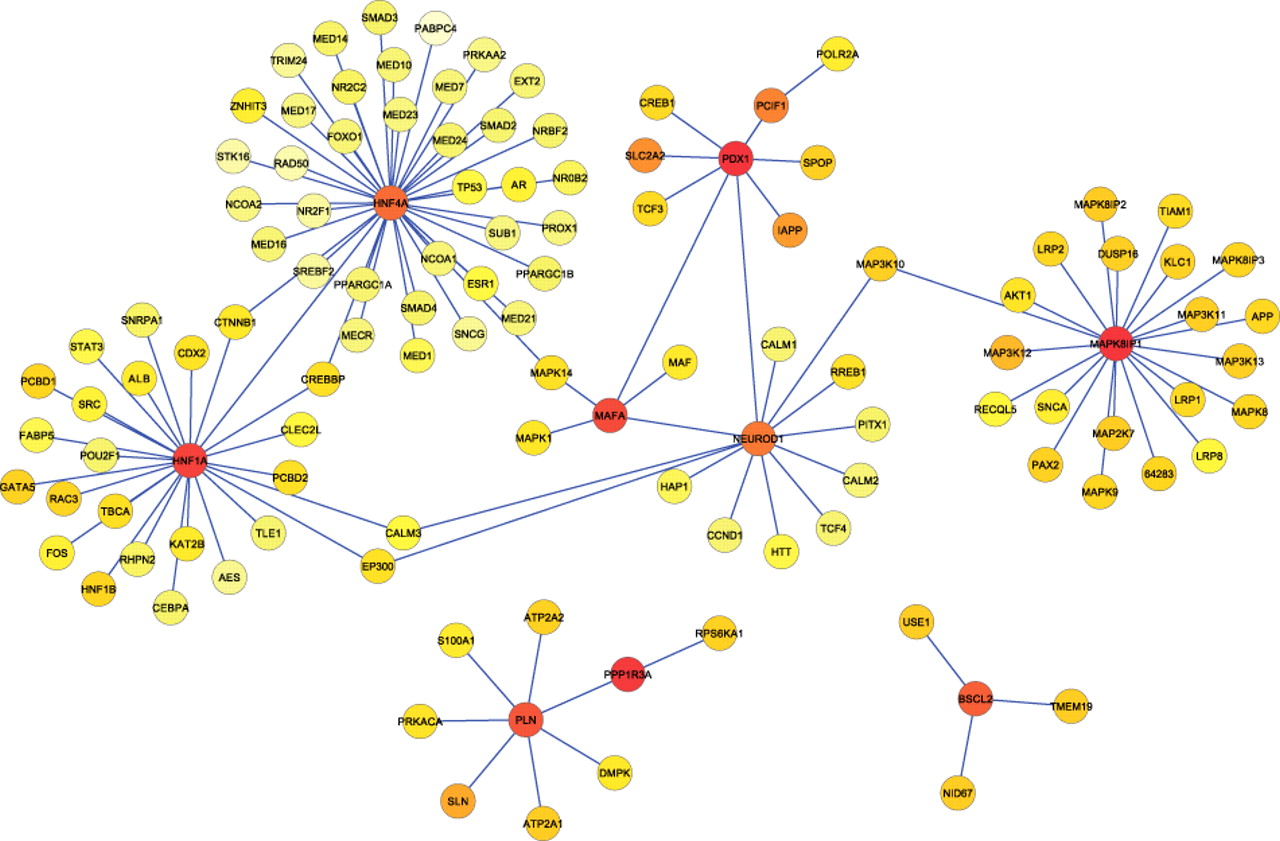 SMAD3
PABPC4
MED14
TRIM24
MED10
PRKAA2
NR2C2
MED7
EXT2
ZNHIT3
MED17
MED23
FOXO1
MED24
SMAD2
NRBF2
STK16
RAD50
TP53
AR
NR0B2
NCOA2
NR2F1
HNF4A
SUB1
PROX1
MED16
SREBF2
PPARGC1A
NCOA1
ESR1
PPARGC1B
SMAD4
MED21
MECR
SNCG
MED1
POLR2A
CREB1
PCIF1
SLC2A2
PDX1
SPOP
TCF3
IAPP
MAP3K10
MAPK8IP2
TIAM1
LRP2
DUSP16
KLC1
MAPK8IP3
AKT1
MAP3K11
APP
MAP3K12
MAPK8IP1
MAP3K13
RECQL5
SNCA
LRP1
MAPK8
MAP2K7
PAX2
64283
LRP8
MAPK9
SNRPA1
CTNNB1
STAT3
CDX2
PCBD1
ALB
CREBBP
SRC
FABP5
CLEC2L
POU2F1
HNF1A
GATA5
RAC3
PCBD2
TBCA
FOS
RHPN2
KAT2B
TLE1
HNF1B
AES
CEBPA
CALM3
EP300
MAPK14
MAF
MAFA
MAPK1
CALM1
RREB1
NEUROD1
PITX1
HAP1
CALM2
CCND1
HTT
TCF4
ATP2A2
S100A1
RPS6KA1
PPP1R3A
PRKACA
PLN
DMPK
SLN
ATP2A1
USE1
BSCL2
TMEM19
NID67